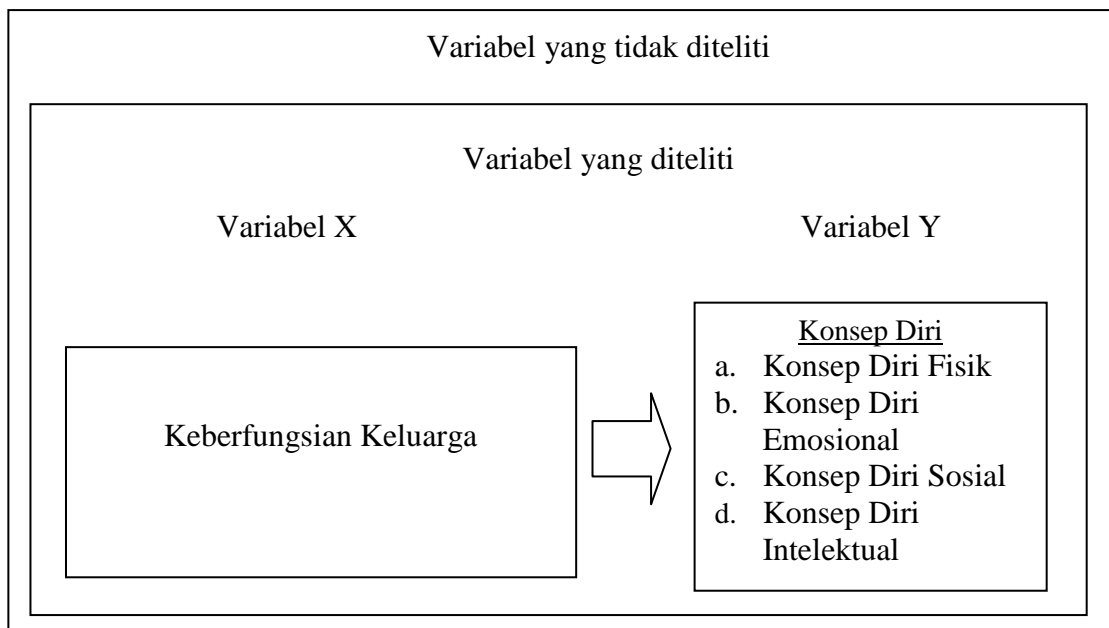 Variabel yang tidak diteliti
Variabel yang diteliti
Variabel X
Variabel Y
Keberfungsian Keluarga
Konsep Diri
a. Konsep Diri Fisik
b. Konsep Diri
Emosional
c. Konsep Diri Sosial
d. Konsep Diri
Intelektual